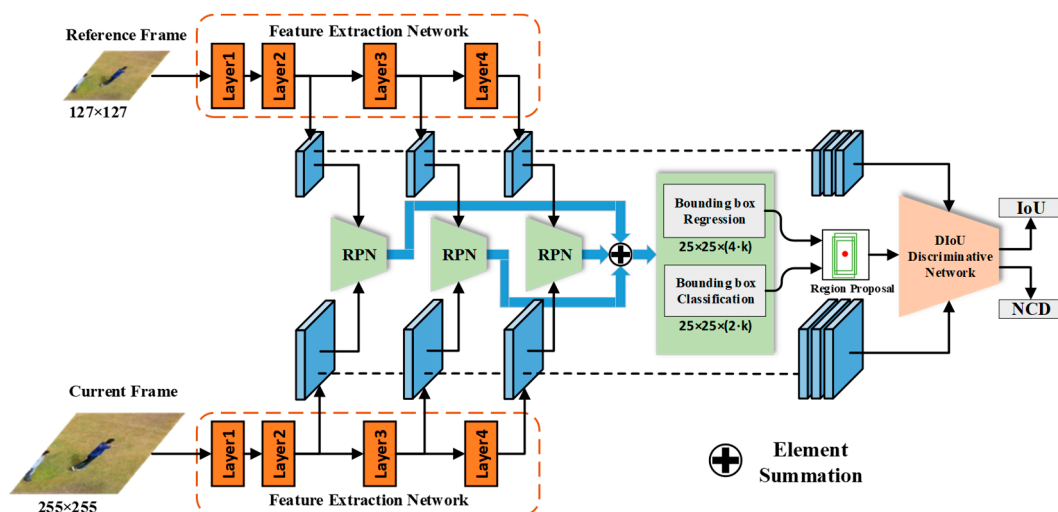 Reference Frame
127×127
Feature Extraction Network
Layer1
Layer2
Layer3
Layer4
RPN
RPN
RPN
Bounding box
Regression
25×25×(4·k)
Bounding box
Classification
25×25×(2·k)
Region Proposal
DIoU
Discriminative
Network
IoU
NCD
Current Frame
255×255
Layer1
Layer2
Layer3
Layer4
Feature Extraction Network
Element
Summation